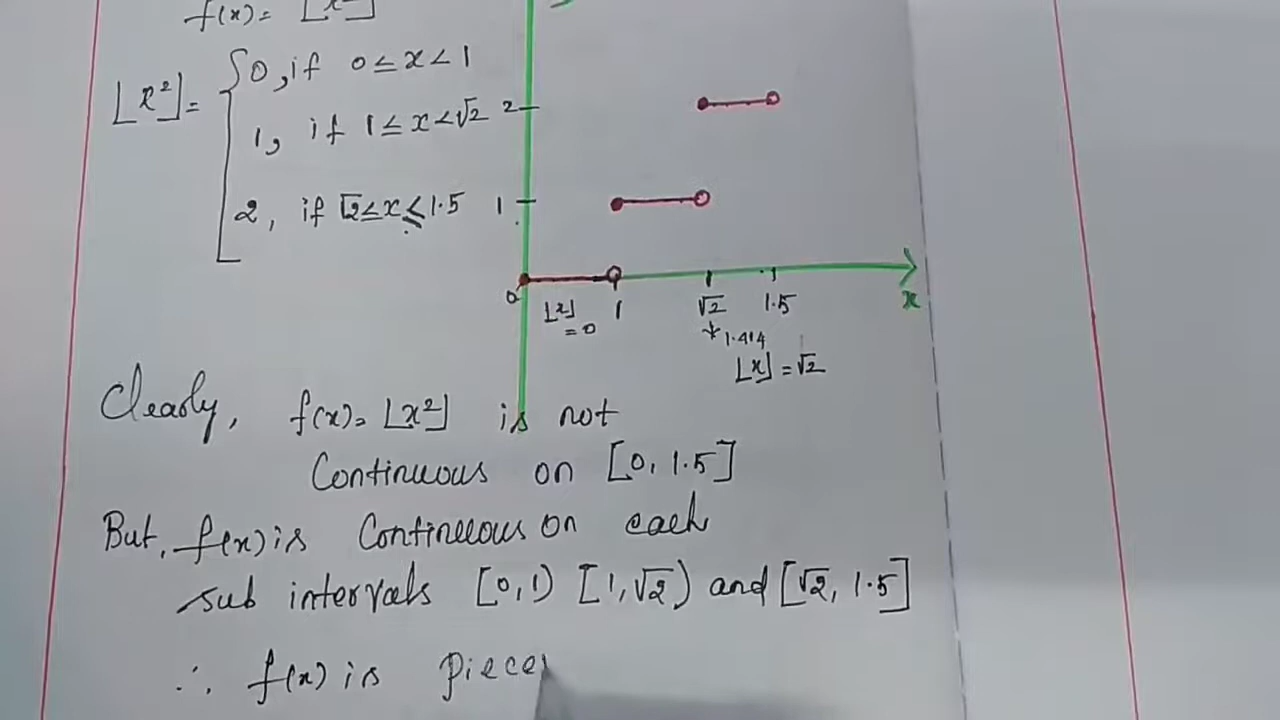 f(x) = ⌊x²⌋
⌊x²⌋ = { 0, if 0 ≤ x < 1
1, if 1 ≤ x < √2
2, if √2 ≤ x ≤ 1.5
2
1
0
⌊x⌋ = 0
1
√2
1.5
x
1.414
⌊x⌋ = √2
Clearly, f(x) = ⌊x²⌋ is not
Continuous on [0, 1.5]
But, f(x) is Continuous on each
sub intervals [0, 1) [1, √2) and [√2, 1.5]
∴ f(x) is piece